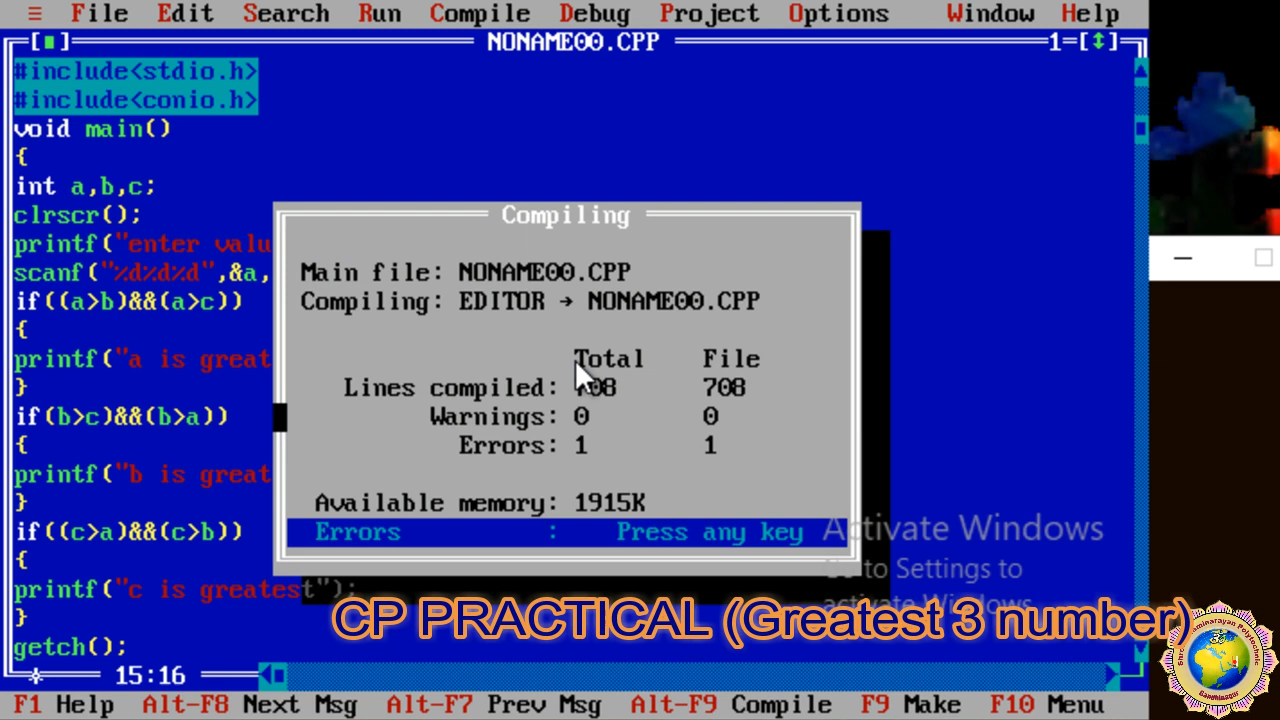 ≡ File Edit Search Run Compile Debug Project Options Window Help
[■] NONAME00.CPP 1=[↕]
#include<stdio.h>
#include<conio.h>
void main()
{
int a,b,c;
clrscr();
printf("enter valu
scanf("%d%d%d",&a,
if((a>b)&&(a>c))
{
printf("a is great
}
if(b>c)&&(b>a))
{
printf("b is great
}
if((c>a)&&(c>b))
{
printf("c is greatest");
}
getch();
15:16
Compiling
Main file: NONAME00.CPP
Compiling: EDITOR → NONAME00.CPP
Total File
Lines compiled: 708 708
Warnings: 0 0
Errors: 1 1
Available memory: 1915K
Errors : Press any key
Activate Windows
Go to Settings to
activate Windows.
CP PRACTICAL (Greatest 3 number)
F1 Help Alt-F8 Next Msg Alt-F7 Prev Msg Alt-F9 Compile F9 Make F10 Menu